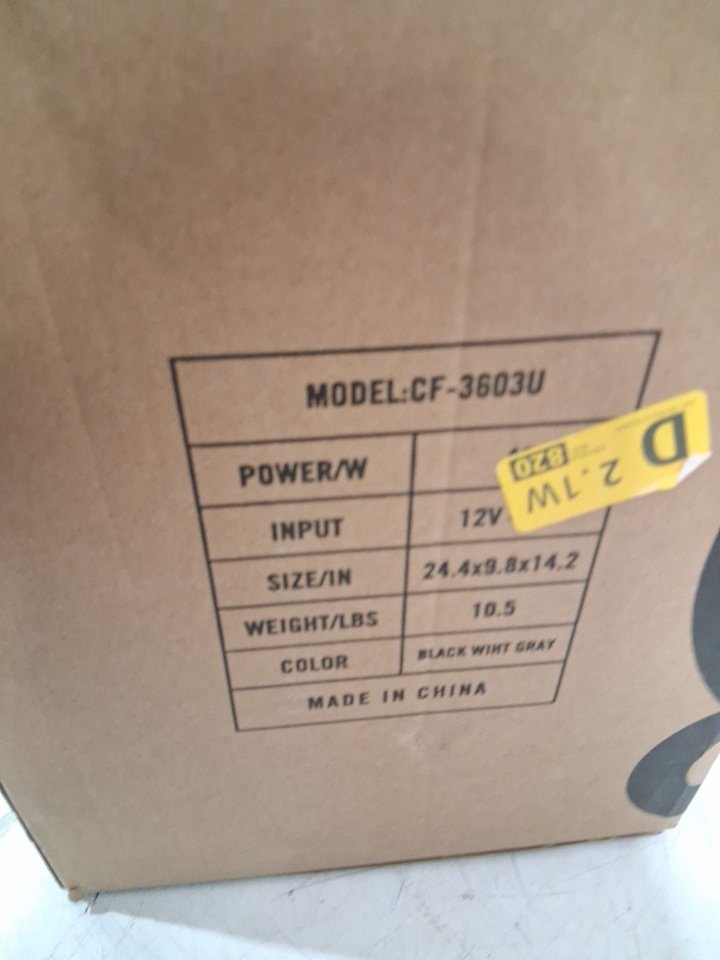 MODEL:CF-3603U
POWER/W
INPUT 12V
SIZE/IN 24.4x9.8x14.2
WEIGHT/LBS 10.5
COLOR BLACK WIHT GRAY
MADE IN CHINA
D
2.1W
820